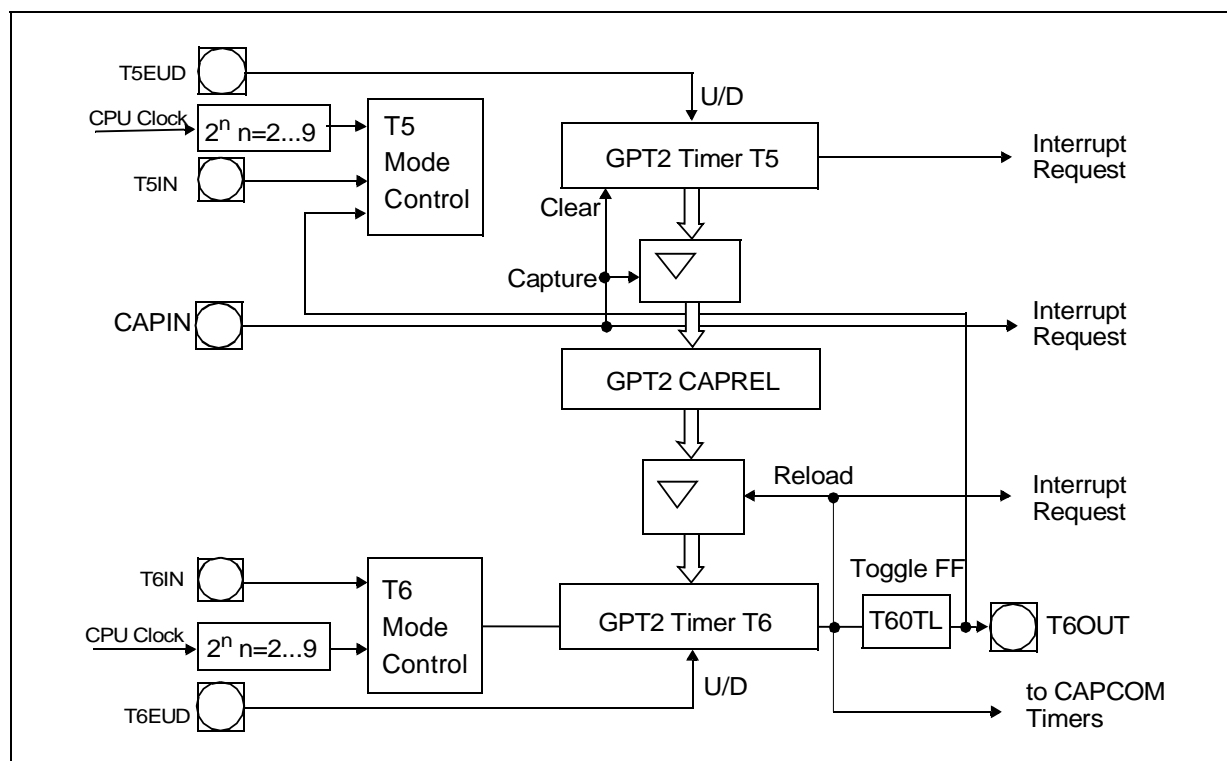 T5EUD
U/D
CPU Clock
2ⁿ n=2...9
T5
Mode
Control
GPT2 Timer T5
Interrupt
Request
T5IN
Clear
Capture
CAPIN
Interrupt
Request
GPT2 CAPREL
Reload
Interrupt
Request
T6IN
T6
Mode
Control
Toggle FF
GPT2 Timer T6
T60TL
T6OUT
CPU Clock
2ⁿ n=2...9
U/D
T6EUD
to CAPCOM
Timers